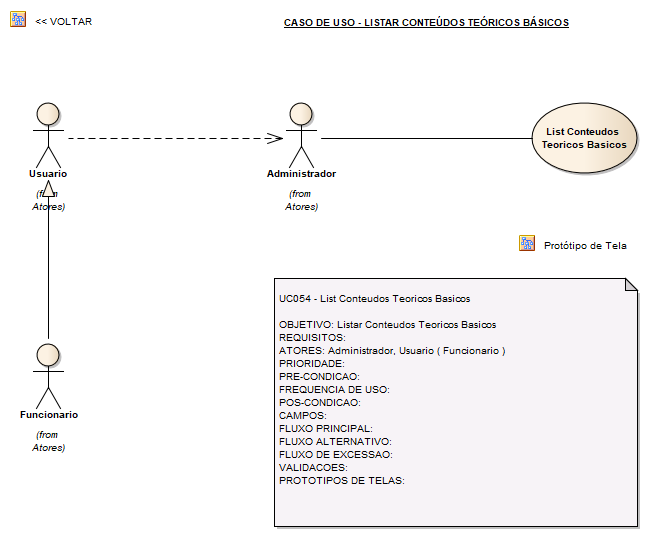 << VOLTAR
CASO DE USO - LISTAR CONTEÚDOS TEÓRICOS BÁSICOS
List Conteudos
Teoricos Basicos
Usuario
(from
Atores)
Administrador
(from
Atores)
Protótipo de Tela
UC054 - List Conteudos Teoricos Basicos
OBJETIVO: Listar Conteudos Teoricos Basicos
REQUISITOS:
ATORES: Administrador, Usuario ( Funcionario )
PRIORIDADE:
PRE-CONDICAO:
FREQUENCIA DE USO:
POS-CONDICAO:
CAMPOS:
FLUXO PRINCIPAL:
FLUXO ALTERNATIVO:
FLUXO DE EXCESSAO:
VALIDACOES:
PROTOTIPOS DE TELAS:
Funcionario
(from
Atores)